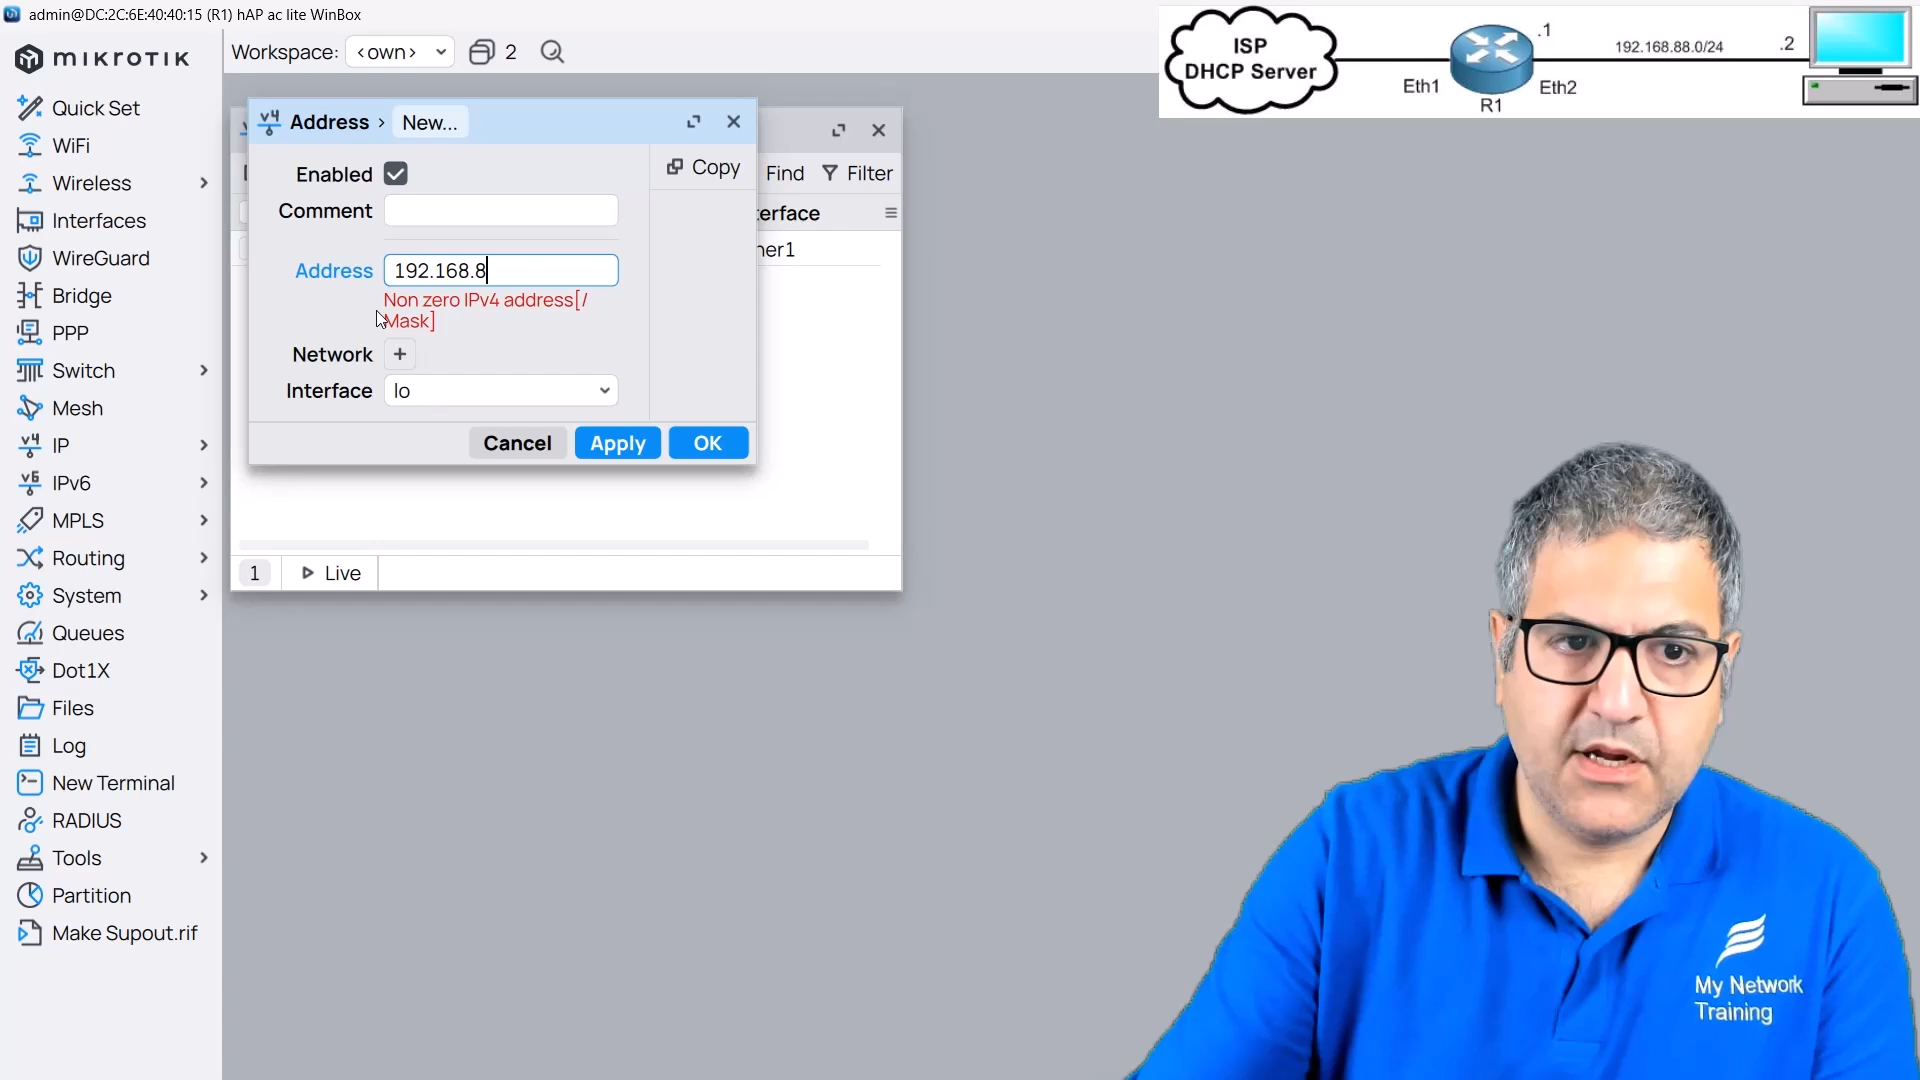 admin@DC:2C:6E:40:40:15 (R1) hAP ac lite WinBox
mikrotik
Workspace: <own> 2
Quick Set
WiFi
Wireless
Interfaces
WireGuard
Bridge
PPP
Switch
Mesh
IP
IPv6
MPLS
Routing
System
Queues
Dot1X
Files
Log
New Terminal
RADIUS
Tools
Partition
Make Supout.rif
Address > New...
Enabled
Copy
Comment
Address 192.168.8
Non zero IPv4 address[/
Mask]
Network +
Interface lo
Cancel Apply OK
Find Filter
terface
her1
1 Live
ISP
DHCP Server
Eth1
R1
.1
Eth2
192.168.88.0/24
.2
My Network
Training